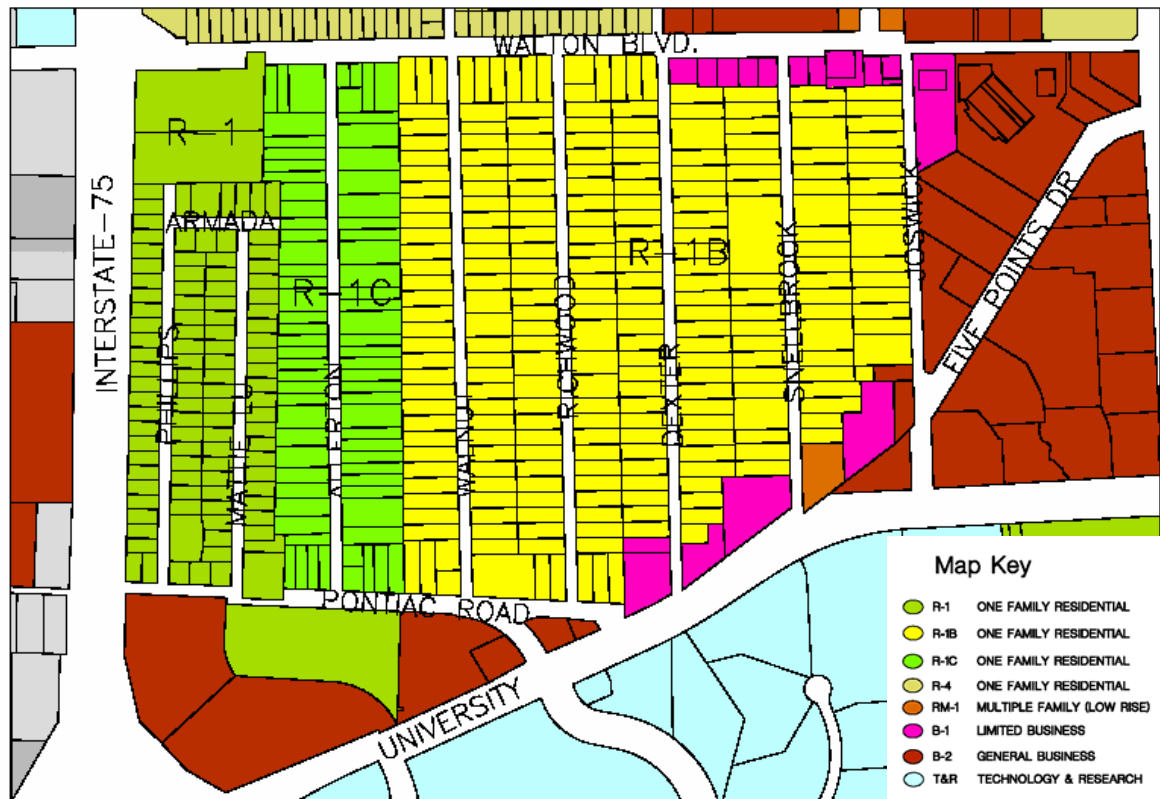 WALTON BLVD.
R-1
ARMADA
INTERSTATE-75
R-1C
R-1B
PHILLIPS
WALNUT
RICHWOOD
DEXTER
SNELLBROOK
JOSWICK
FIVE POINTS DR
PONTIAC ROAD
UNIVERSITY
Map Key
R-1 ONE FAMILY RESIDENTIAL
R-1B ONE FAMILY RESIDENTIAL
R-1C ONE FAMILY RESIDENTIAL
R-4 ONE FAMILY RESIDENTIAL
RM-1 MULTIPLE FAMILY (LOW RISE)
B-1 LIMITED BUSINESS
B-2 GENERAL BUSINESS
T&R TECHNOLOGY & RESEARCH